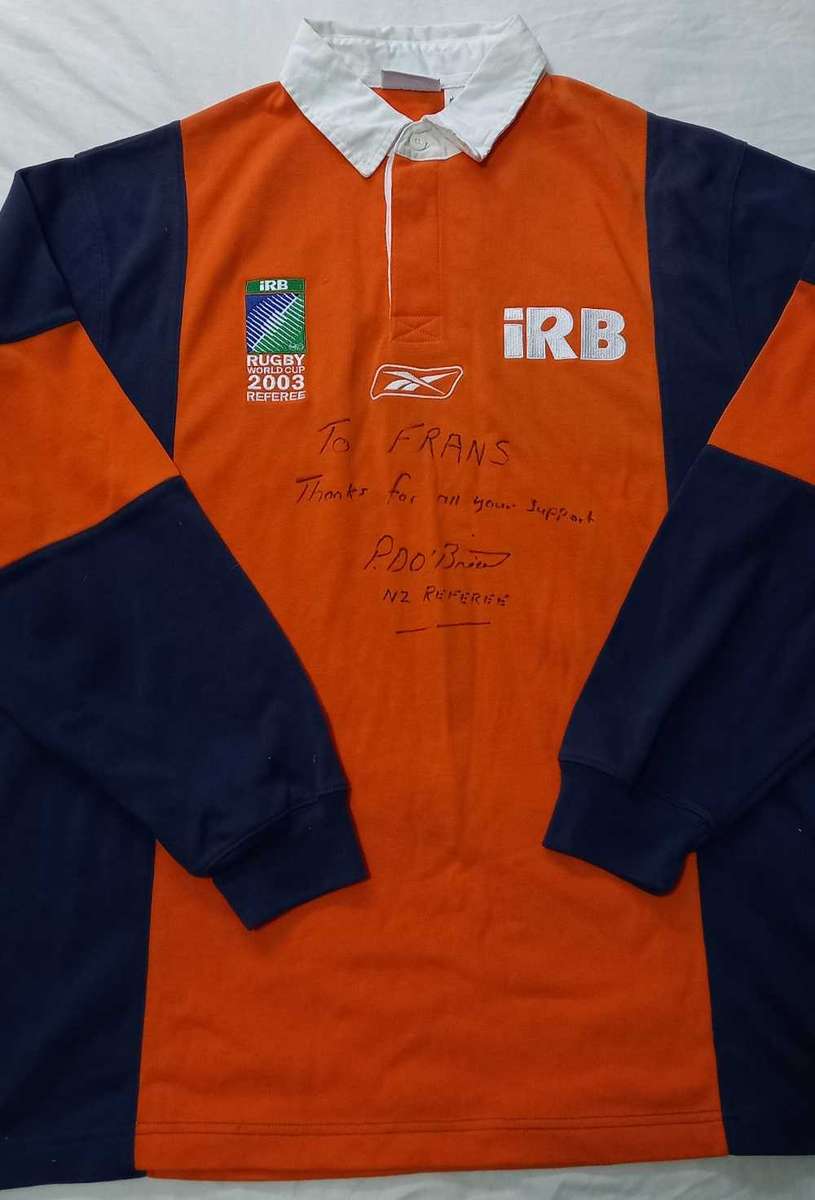 iRB
RUGBY
WORLD CUP
2003
REFEREE
iRB
To FRANS
Thanks for all your support
P.D O'Brien
NZ REFEREE